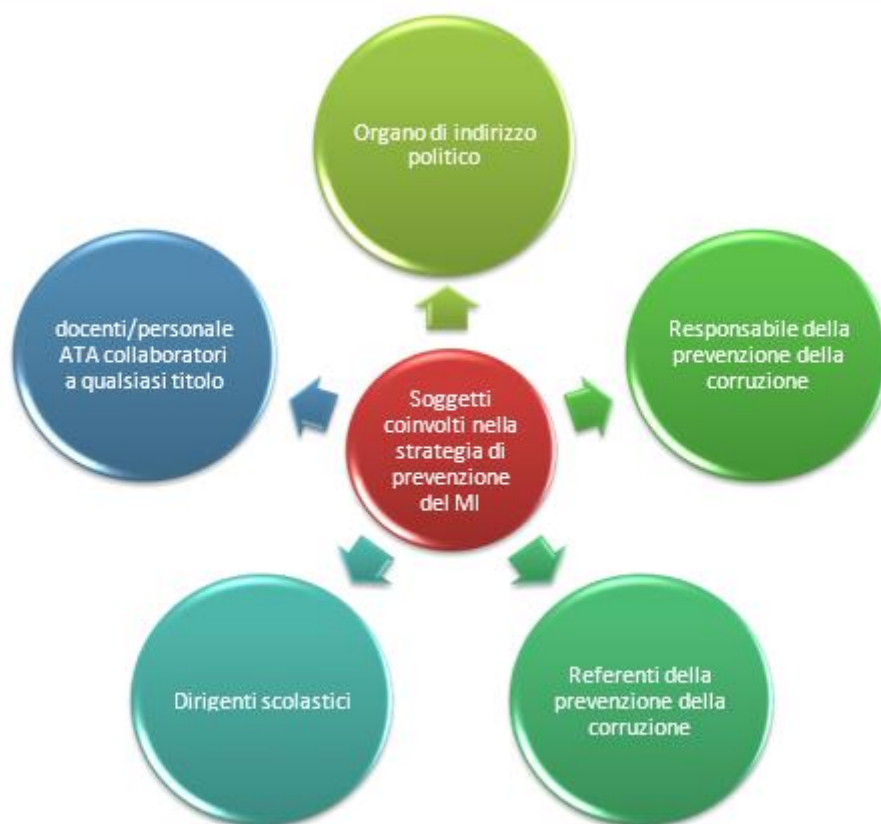 Organo di indirizzo
politico
docenti/personale
ATA collaboratori
a qualsiasi titolo
Responsabile della
prevenzione della
corruzione
Soggetti
coinvolti nella
strategia di
prevenzione
del MI
Dirigenti scolastici
Referenti della
prevenzione della
corruzione